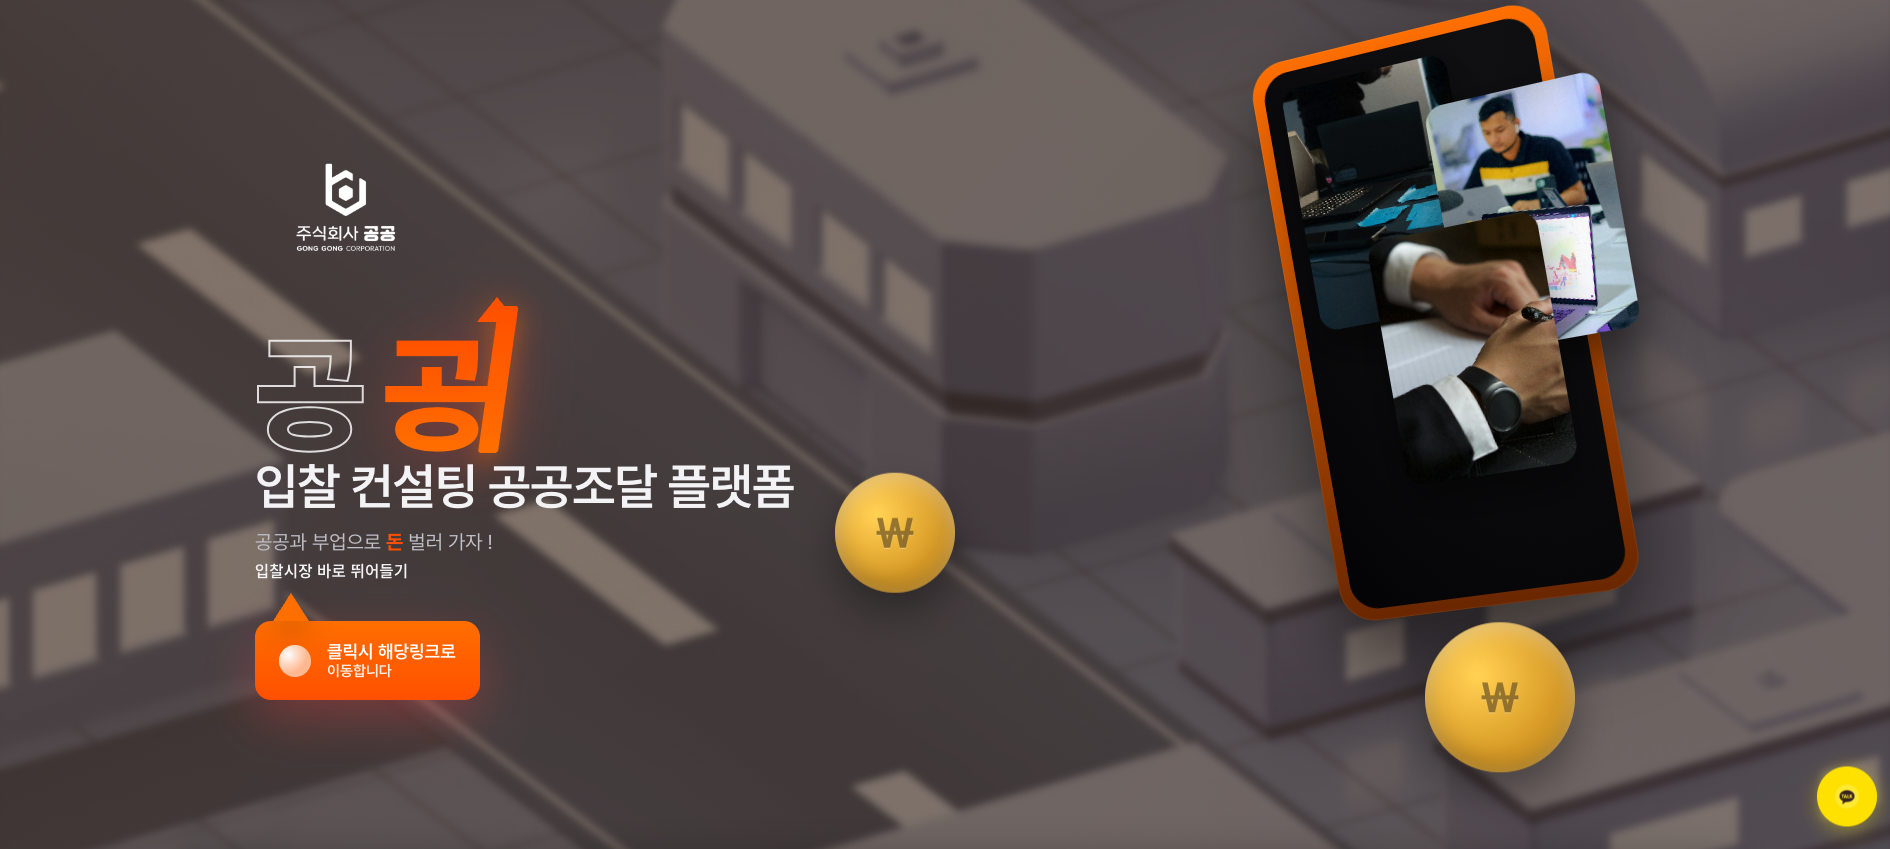 주식회사 공공
GONG GONG CORPORATION
공공
입찰 컨설팅 공공조달 플랫폼
공공과 부업으로 돈 벌러 가자 !
입찰시장 바로 뛰어들기
클릭시 해당링크로
이동합니다
₩
₩
TALK